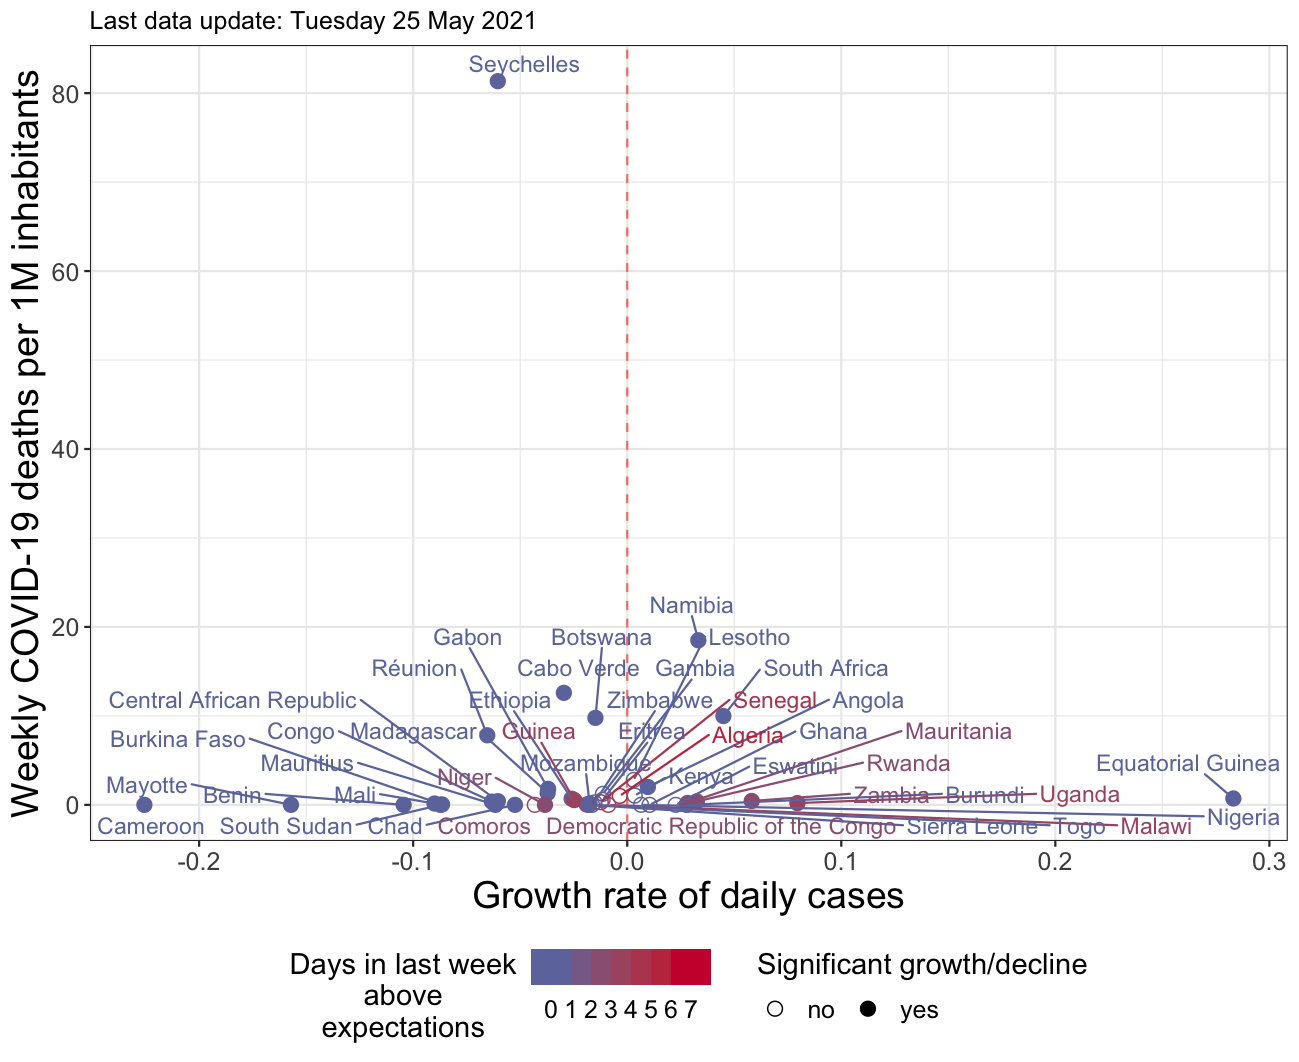 Last data update: Tuesday 25 May 2021
Weekly COVID-19 deaths per 1M inhabitants
80
60
40
20
0
Seychelles
Namibia
Gabon
Botswana
Lesotho
Réunion
Cabo Verde
Gambia
South Africa
Central African Republic
Ethiopia
Zimbabwe
Senegal
Angola
Burkina Faso
Congo
Madagascar
Guinea
Eritrea
Algeria
Ghana
Mauritania
Mauritius
Mozambique
Eswatini
Rwanda
Equatorial Guinea
Mayotte
Niger
Kenya
Benin
Mali
Zambia
Burundi
Uganda
Nigeria
Cameroon
South Sudan
Chad
Comoros
Democratic Republic of the Congo
Sierra Leone
Togo
Malawi
-0.2
-0.1
0.0
0.1
0.2
0.3
Growth rate of daily cases
Days in last week
above
expectations
0 1 2 3 4 5 6 7
Significant growth/decline
no
yes